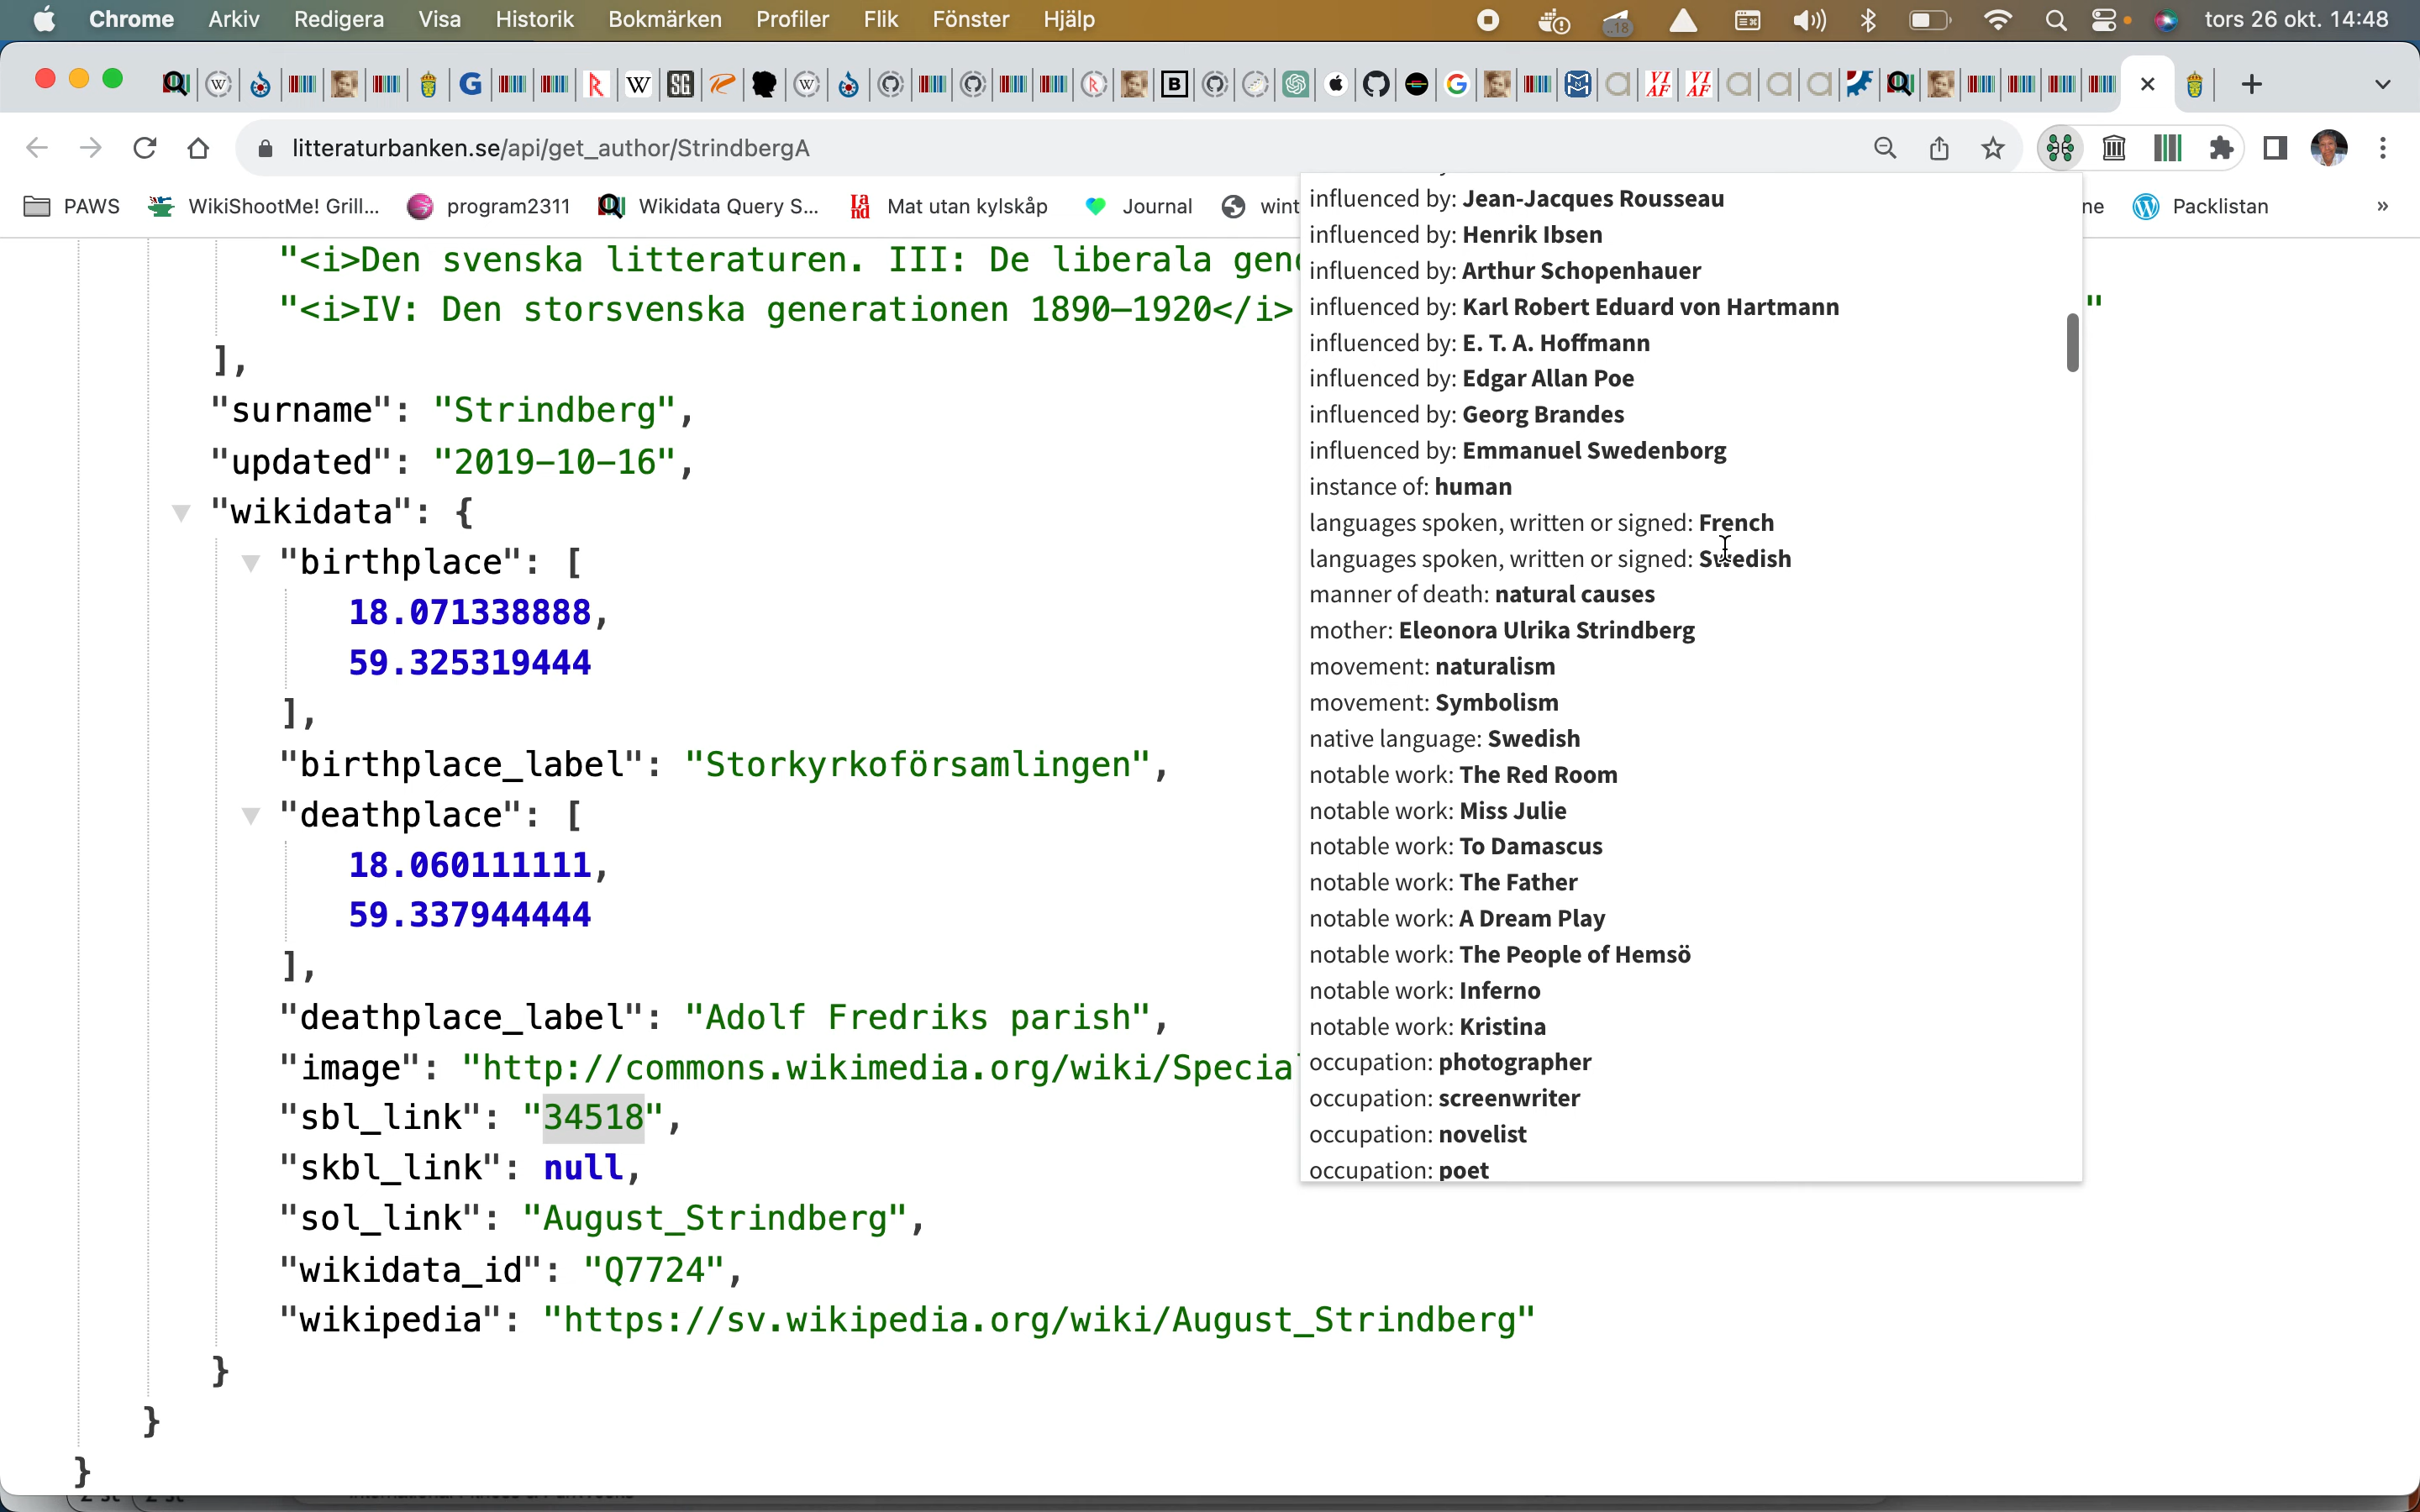 Chrome Arkiv Redigera Visa Historik Bokmärken Profiler Flik Fönster Hjälp tors 26 okt. 14:48
litteraturbanken.se/api/get_author/StrindbergA
PAWS WikiShootMe! Grill... program2311 Wikidata Query S... Mat utan kylskåp Journal wint ne Packlistan »
"<i>Den svenska litteraturen. III: De liberala gen
"<i>IV: Den storsvenska generationen 1890–1920</i> "
],
"surname": "Strindberg",
"updated": "2019-10-16",
"wikidata": {
"birthplace": [
18.071338888,
59.325319444
],
"birthplace_label": "Storkyrkoförsamlingen",
"deathplace": [
18.060111111,
59.337944444
],
"deathplace_label": "Adolf Fredriks parish",
"image": "http://commons.wikimedia.org/wiki/Special
"sbl_link": "34518",
"skbl_link": null,
"sol_link": "August_Strindberg",
"wikidata_id": "Q7724",
"wikipedia": "https://sv.wikipedia.org/wiki/August_Strindberg"
}
}
}
influenced by: Jean-Jacques Rousseau
influenced by: Henrik Ibsen
influenced by: Arthur Schopenhauer
influenced by: Karl Robert Eduard von Hartmann
influenced by: E. T. A. Hoffmann
influenced by: Edgar Allan Poe
influenced by: Georg Brandes
influenced by: Emmanuel Swedenborg
instance of: human
languages spoken, written or signed: French
languages spoken, written or signed: Swedish
manner of death: natural causes
mother: Eleonora Ulrika Strindberg
movement: naturalism
movement: Symbolism
native language: Swedish
notable work: The Red Room
notable work: Miss Julie
notable work: To Damascus
notable work: The Father
notable work: A Dream Play
notable work: The People of Hemsö
notable work: Inferno
notable work: Kristina
occupation: photographer
occupation: screenwriter
occupation: novelist
occupation: poet